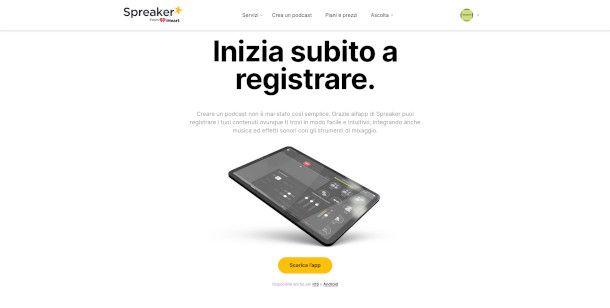 Spreaker
iHeart
Servizi
Crea un podcast
Piani e prezzi
Ascolta
Inizia subito a
registrare.
Creare un podcast non è mai stato così semplice. Grazie all'app di Spreaker puoi
registrare i tuoi contenuti ovunque ti trovi in modo facile e intuitivo, integrando anche
musica ed effetti sonori con gli strumenti di mixaggio.
Scarica l'app
Disponibile anche per iOS e Android